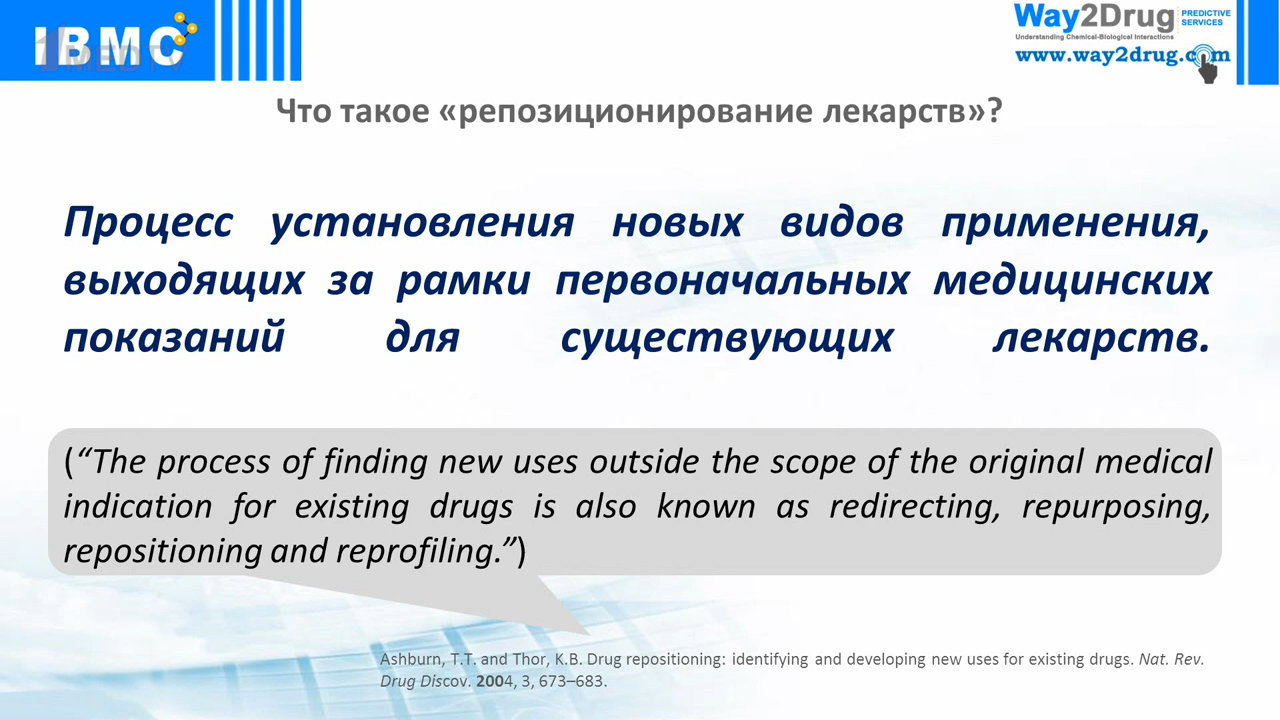 IBMC
1MEDTV
Way2Drug PREDICTIVE SERVICES
Understanding Chemical-Biological Interactions
www.way2drug.com
Что такое «репозиционирование лекарств»?
Процесс установления новых видов применения,
выходящих за рамки первоначальных медицинских
показаний для существующих лекарств.
(“The process of finding new uses outside the scope of the original medical
indication for existing drugs is also known as redirecting, repurposing,
repositioning and reprofiling.”)
Ashburn, T.T. and Thor, K.B. Drug repositioning: identifying and developing new uses for existing drugs. Nat. Rev.
Drug Discov. 2004, 3, 673–683.